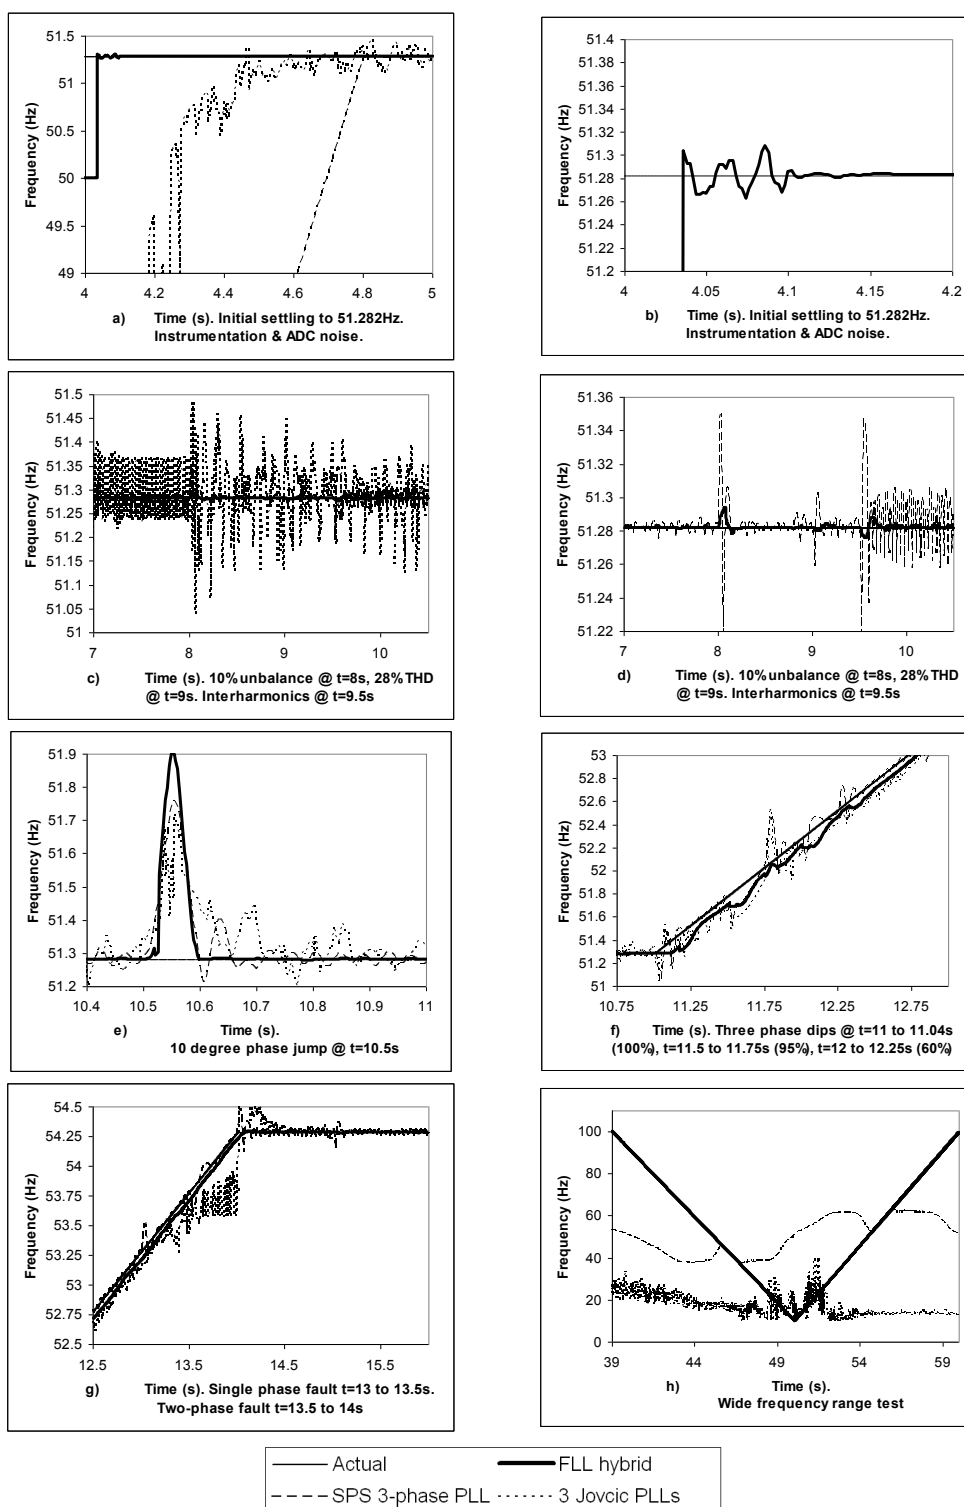 51.5
51
50.5
50
49.5
49
Frequency (Hz)
4 4.2 4.4 4.6 4.8 5
a) Time (s). Initial settling to 51.282Hz.
Instrumentation & ADC noise.
51.4
51.38
51.36
51.34
51.32
51.3
51.28
51.26
51.24
51.22
51.2
Frequency (Hz)
4 4.05 4.1 4.15 4.2
b) Time (s). Initial settling to 51.282Hz.
Instrumentation & ADC noise.
51.5
51.45
51.4
51.35
51.3
51.25
51.2
51.15
51.1
51.05
51
Frequency (Hz)
7 8 9 10
c) Time (s). 10% unbalance @ t=8s, 28% THD
@ t=9s. Interharmonics @ t=9.5s
51.36
51.34
51.32
51.3
51.28
51.26
51.24
51.22
Frequency (Hz)
7 8 9 10
d) Time (s). 10% unbalance @ t=8s, 28% THD
@ t=9s. Interharmonics @ t=9.5s
51.9
51.8
51.7
51.6
51.5
51.4
51.3
51.2
Frequency (Hz)
10.4 10.5 10.6 10.7 10.8 10.9 11
e) Time (s).
10 degree phase jump @ t=10.5s
53
52.8
52.6
52.4
52.2
52
51.8
51.6
51.4
51.2
51
Frequency (Hz)
10.75 11.25 11.75 12.25 12.75
f) Time (s). Three phase dips @ t=11 to 11.04s
(100%), t=11.5 to 11.75s (95%), t=12 to 12.25s (60%)
54.5
54.25
54
53.75
53.5
53.25
53
52.75
52.5
Frequency (Hz)
12.5 13.5 14.5 15.5
g) Time (s). Single phase fault t=13 to 13.5s.
Two-phase fault t=13.5 to 14s
100
80
60
40
20
0
Frequency (Hz)
39 44 49 54 59
h) Time (s).
Wide frequency range test
Actual FLL hybrid
SPS 3-phase PLL 3 Jovcic PLLs